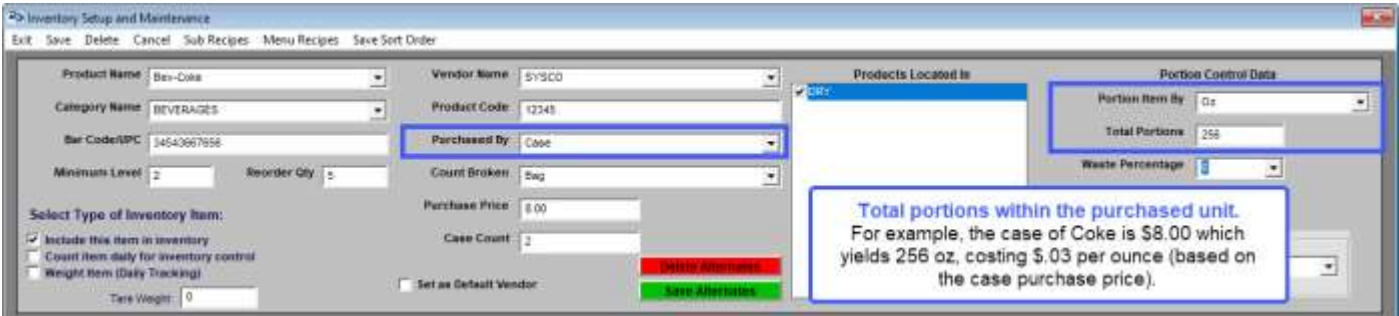 Inventory Setup and Maintenance
Exit Save Delete Cancel Sub Recipes Menu Recipes Save Sort Order
Product Name Bev-Coke
Vendor Name SYSCO
Products Located In
Portion Control Data
Category Name BEVERAGES
Product Code 12345
DRY
Portion Item By Oz
Bar Code/UPC 34543667656
Purchased By Case
Total Portions 256
Minimum Level 2 Reorder Qty 5
Count Broken Bag
Waste Percentage 0
Select Type of Inventory Item:
Purchase Price 8.00
Include this item in inventory
Case Count 2
Count item daily for inventory control
Weight Item (Daily Tracking)
Tare Weight 0
Set as Default Vendor
Delete Alternates
Save Alternates
Total portions within the purchased unit.
For example, the case of Coke is $8.00 which
yields 256 oz, costing $.03 per ounce (based on
the case purchase price).